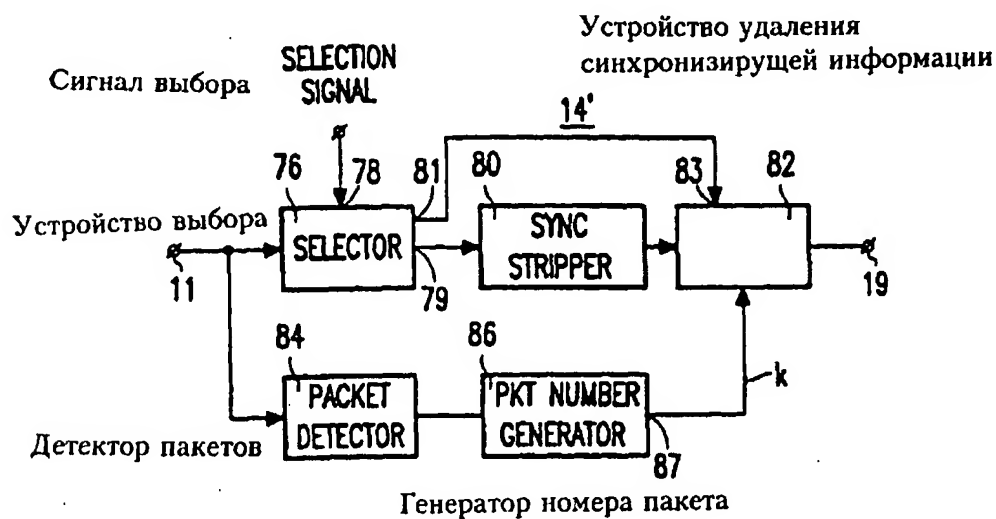 Устройство удаления
синхронизирущей информации
Сигнал выбора
SELECTION
SIGNAL
14'
76
78
81
80
83
82
Устройство выбора
SELECTOR
SYNC
STRIPPER
11
79
19
84
86
k
PACKET
DETECTOR
PKT NUMBER
GENERATOR
87
Детектор пакетов
Генератор номера пакета